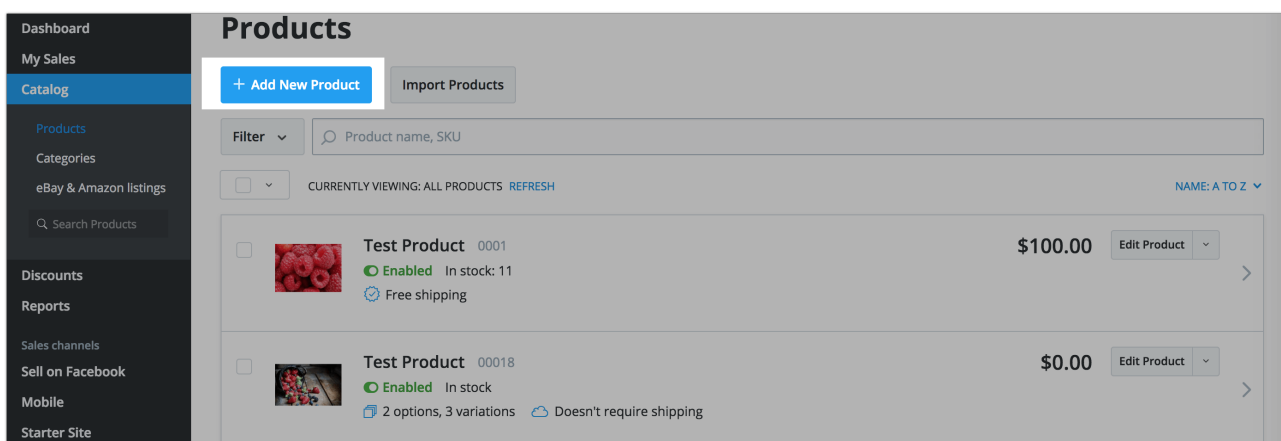 Dashboard
My Sales
Catalog
Products
Categories
eBay & Amazon listings
Search Products
Discounts
Reports
Sales channels
Sell on Facebook
Mobile
Starter Site
Products
+ Add New Product
Import Products
Filter
Product name, SKU
CURRENTLY VIEWING: ALL PRODUCTS REFRESH
NAME: A TO Z
Test Product 0001
$100.00
Edit Product
Enabled In stock: 11
Free shipping
Test Product 00018
$0.00
Edit Product
Enabled In stock
2 options, 3 variations Doesn't require shipping